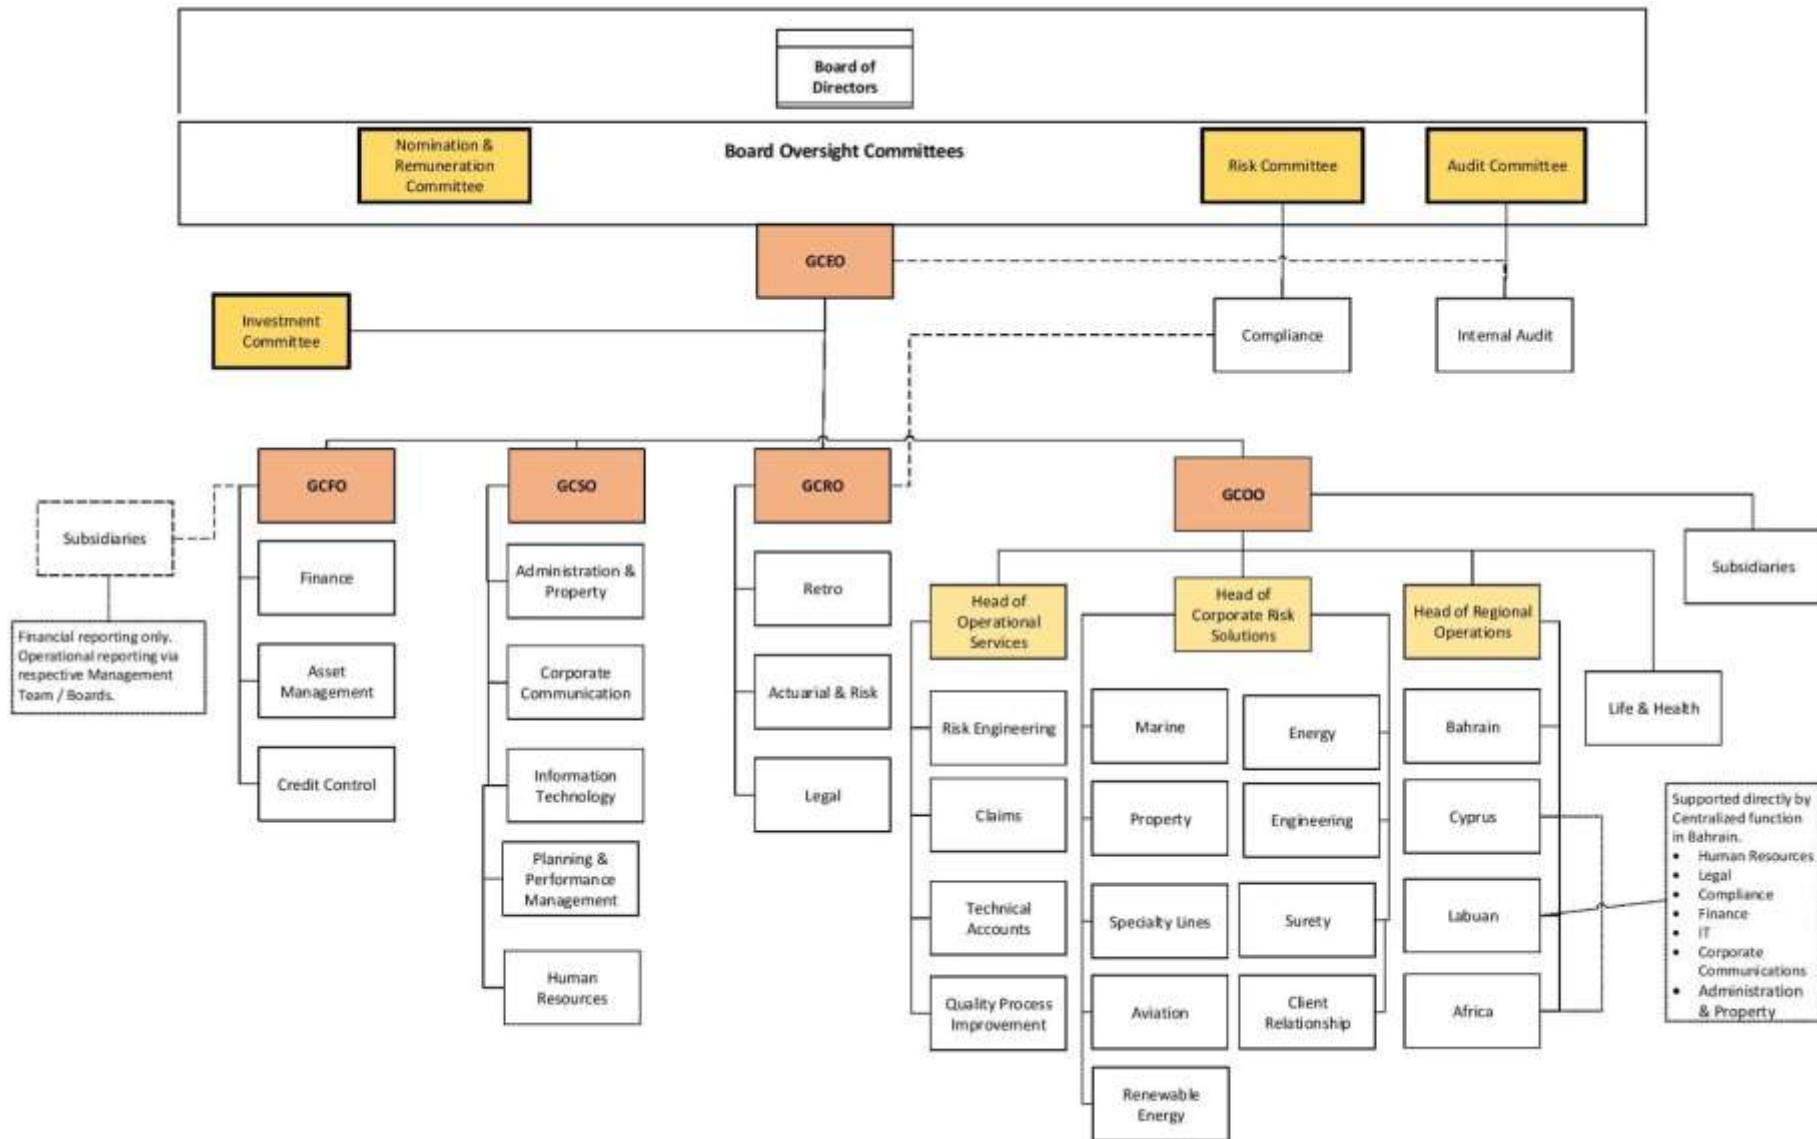 Board of
Directors
Nomination &
Remuneration
Committee
Board Oversight Committees
Risk Committee
Audit Committee
GCEO
Investment
Committee
Compliance
Internal Audit
GCFO
GCSO
GCRO
GCOO
Subsidiaries
Subsidiaries
Financial reporting only.
Operational reporting via
respective Management
Team / Boards.
Finance
Asset
Management
Credit Control
Administration &
Property
Corporate
Communication
Information
Technology
Planning &
Performance
Management
Human
Resources
Retro
Actuarial & Risk
Legal
Head of
Operational
Services
Risk Engineering
Claims
Technical
Accounts
Quality Process
Improvement
Head of
Corporate Risk
Solutions
Marine
Property
Specialty Lines
Aviation
Renewable
Energy
Energy
Engineering
Surety
Client
Relationship
Head of Regional
Operations
Bahrain
Cyprus
Labuan
Africa
Life & Health
Supported directly by
Centralized function
in Bahrain.
• Human Resources
• Legal
• Compliance
• Finance
• IT
• Corporate
Communications
• Administration
& Property